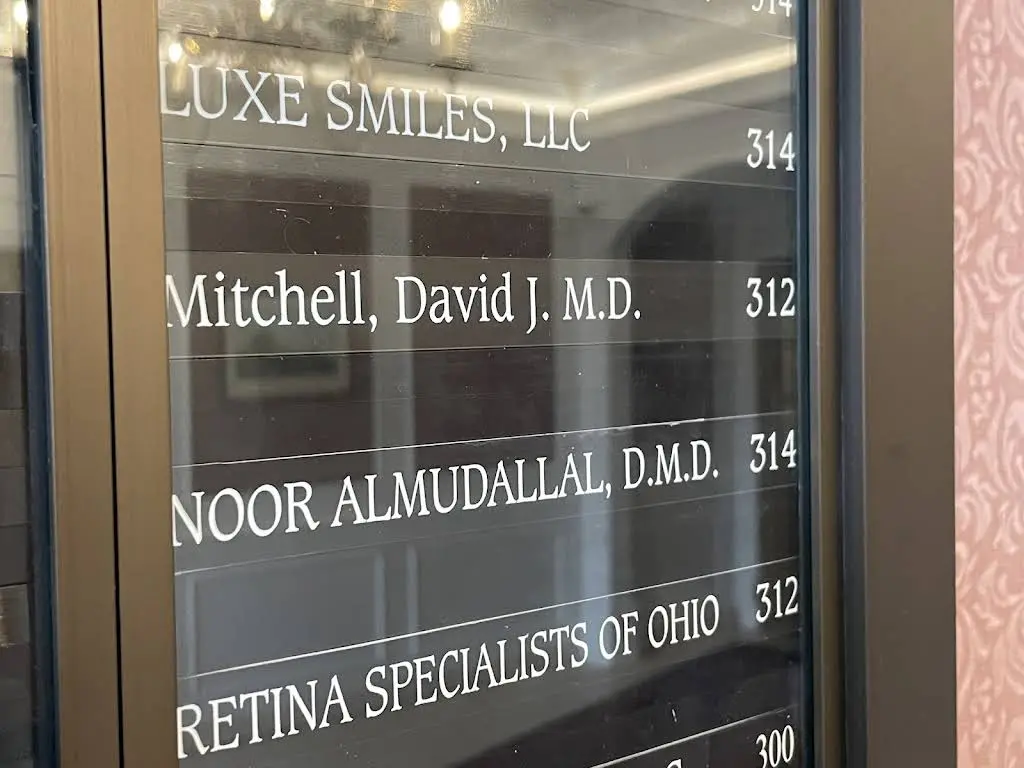 314
LUXE SMILES, LLC 314
Mitchell, David J. M.D. 312
NOOR ALMUDALLAL, D.M.D. 314
RETINA SPECIALISTS OF OHIO 312
300